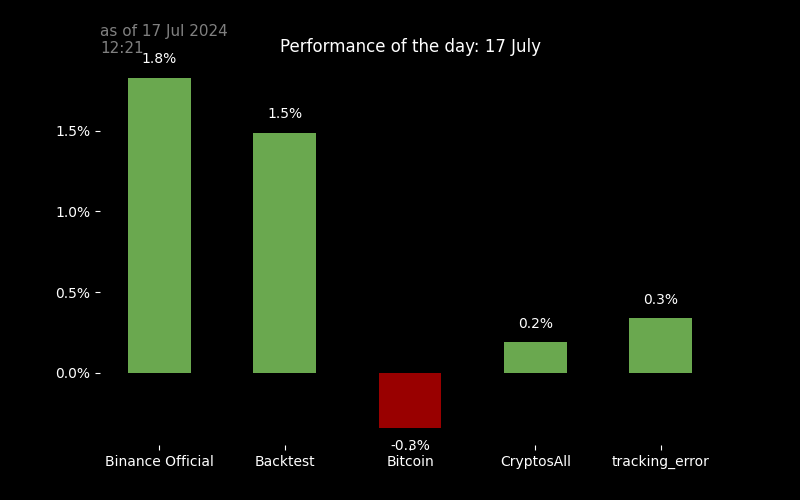 as of 17 Jul 2024
12:21
Performance of the day: 17 July
1.8%
1.5%
-0.3%
0.2%
0.3%
1.5%
1.0%
0.5%
0.0%
Binance Official
Backtest
Bitcoin
CryptosAll
tracking_error